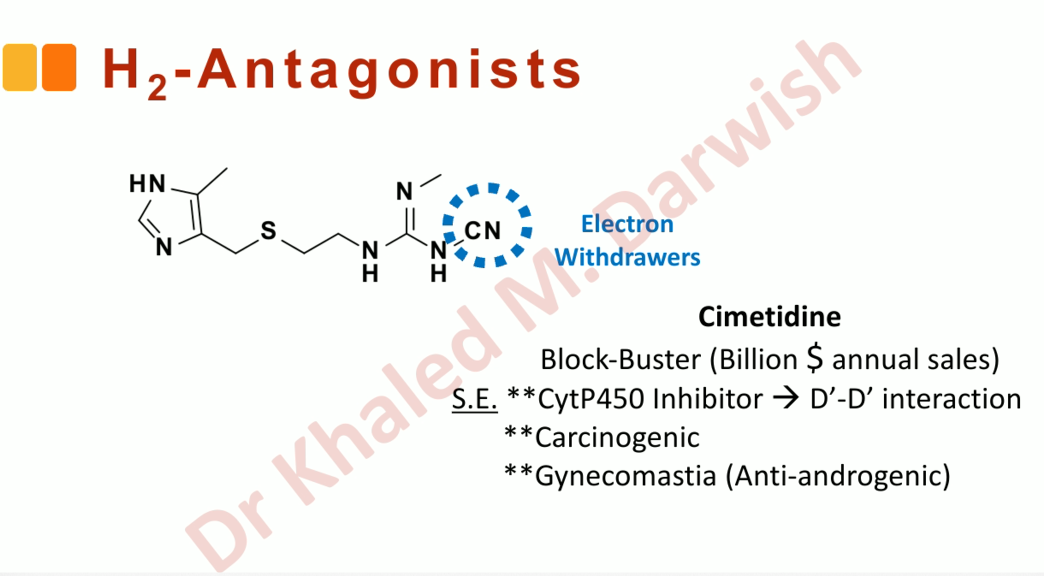 H₂-Antagonists
HN
N
S
N
H
N
N
H
CN
Electron
Withdrawers
Cimetidine
Block-Buster (Billion $ annual sales)
S.E. **CytP450 Inhibitor → D’-D’ interaction
**Carcinogenic
**Gynecomastia (Anti-androgenic)
Dr Khaled M. Darwish